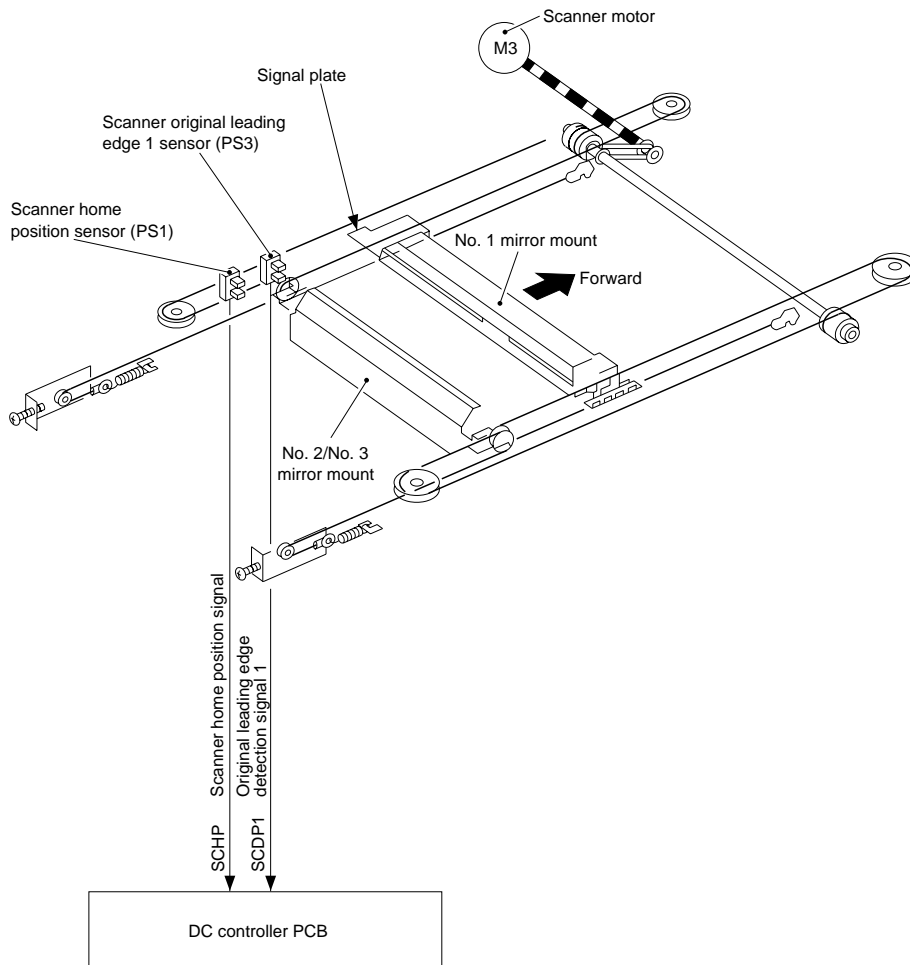 Scanner motor
M3
Signal plate
Scanner original leading
edge 1 sensor (PS3)
Scanner home
position sensor (PS1)
No. 1 mirror mount
Forward
No. 2/No. 3
mirror mount
Scanner home position signal
Original leading edge
detection signal 1
SCHP
SCDP1
DC controller PCB